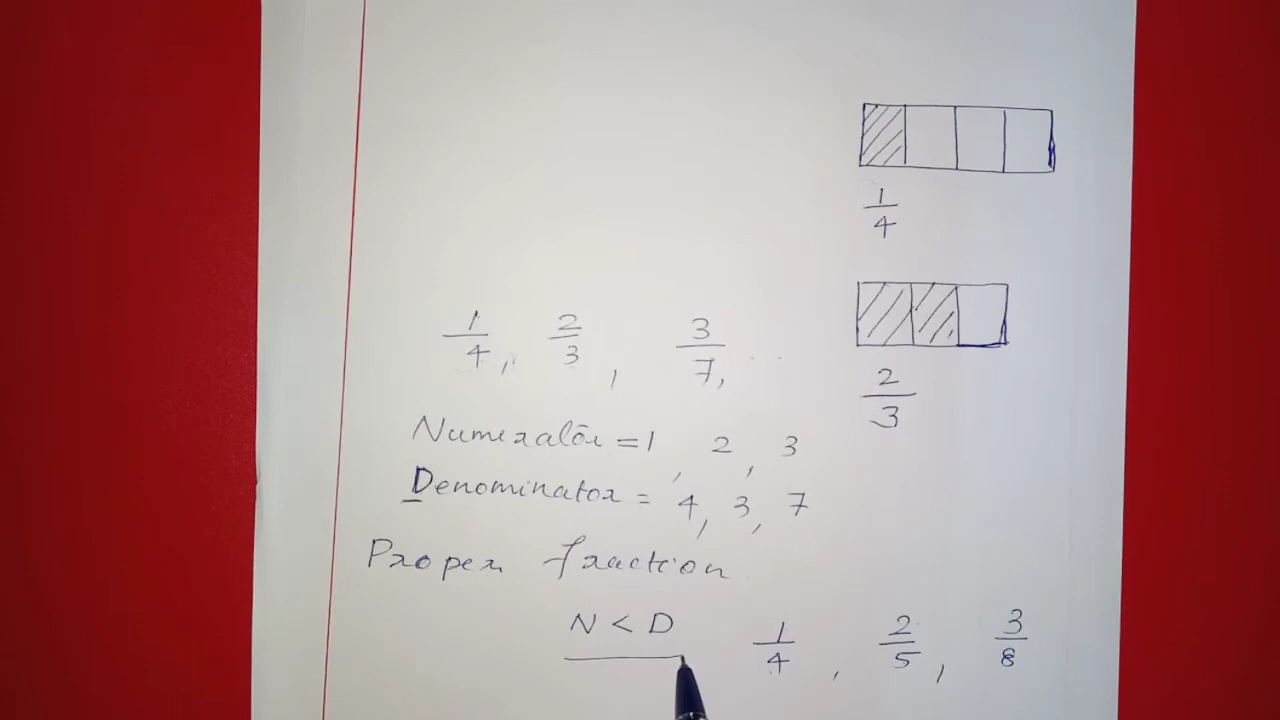 1/4
2/3
1/4, 2/3, 3/7, ...
Numerator = 1, 2, 3
Denominator = 4, 3, 7
Proper fraction
N < D 1/4, 2/5, 3/8